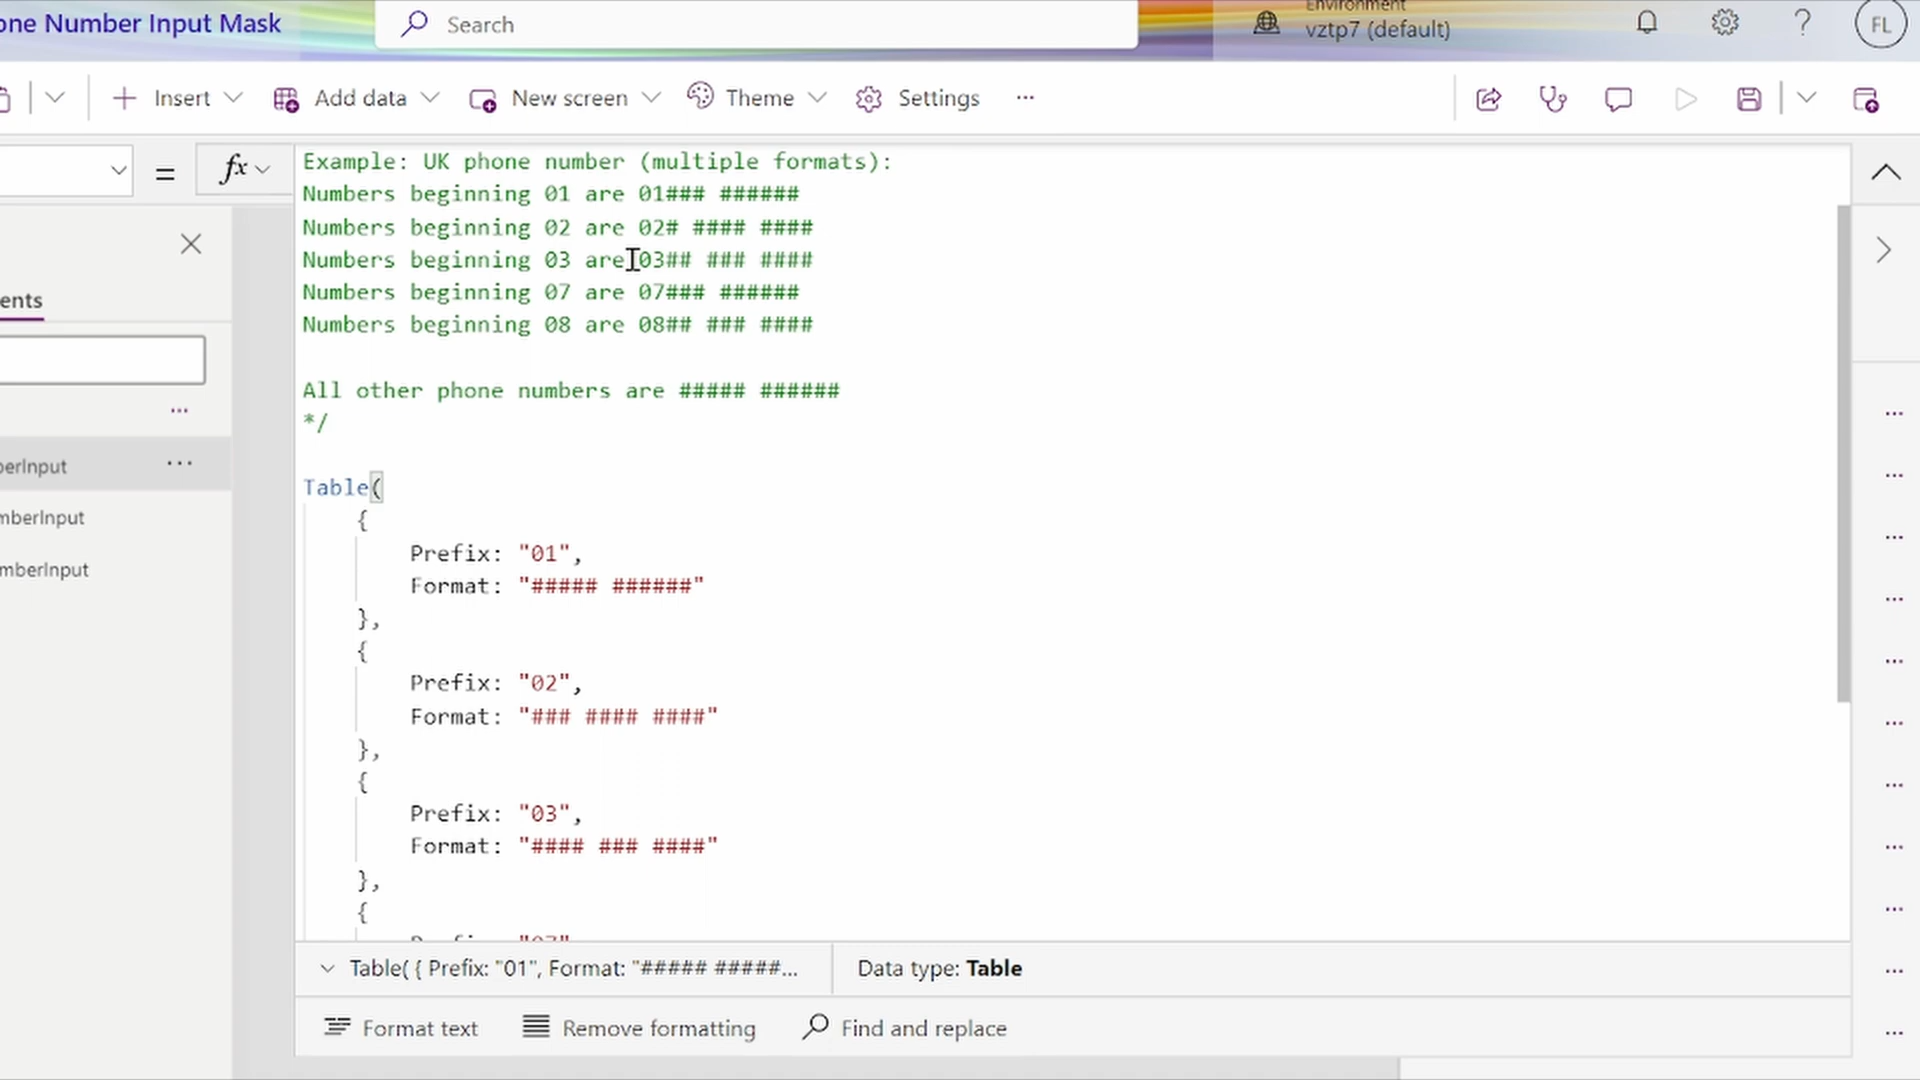 one Number Input Mask
Search
Environment
vztp7 (default)
FL
Insert
Add data
New screen
Theme
Settings
...
= fx
Example: UK phone number (multiple formats):
Numbers beginning 01 are 01### ######
Numbers beginning 02 are 02# #### ####
Numbers beginning 03 are 03## ### ####
Numbers beginning 07 are 07### ######
Numbers beginning 08 are 08## ### ####
All other phone numbers are ##### ######
*/
Table(
{
Prefix: "01",
Format: "##### ######"
},
{
Prefix: "02",
Format: "### #### ####"
},
{
Prefix: "03",
Format: "#### ### ####"
},
{
Table( { Prefix: "01", Format: "##### #####...
Data type: Table
Format text
Remove formatting
Find and replace
ents
berInput
mberInput
mberInput